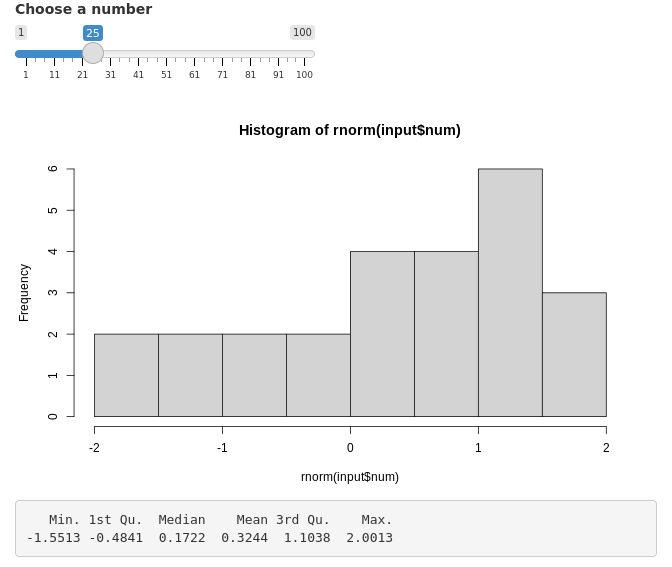 Choose a number
1 25 100
1 11 21 31 41 51 61 71 81 91 100
Histogram of rnorm(input$num)
Frequency
6
5
4
3
2
1
0
-2 -1 0 1 2
rnorm(input$num)
Min. 1st Qu. Median Mean 3rd Qu. Max.
-1.5513 -0.4841 0.1722 0.3244 1.1038 2.0013